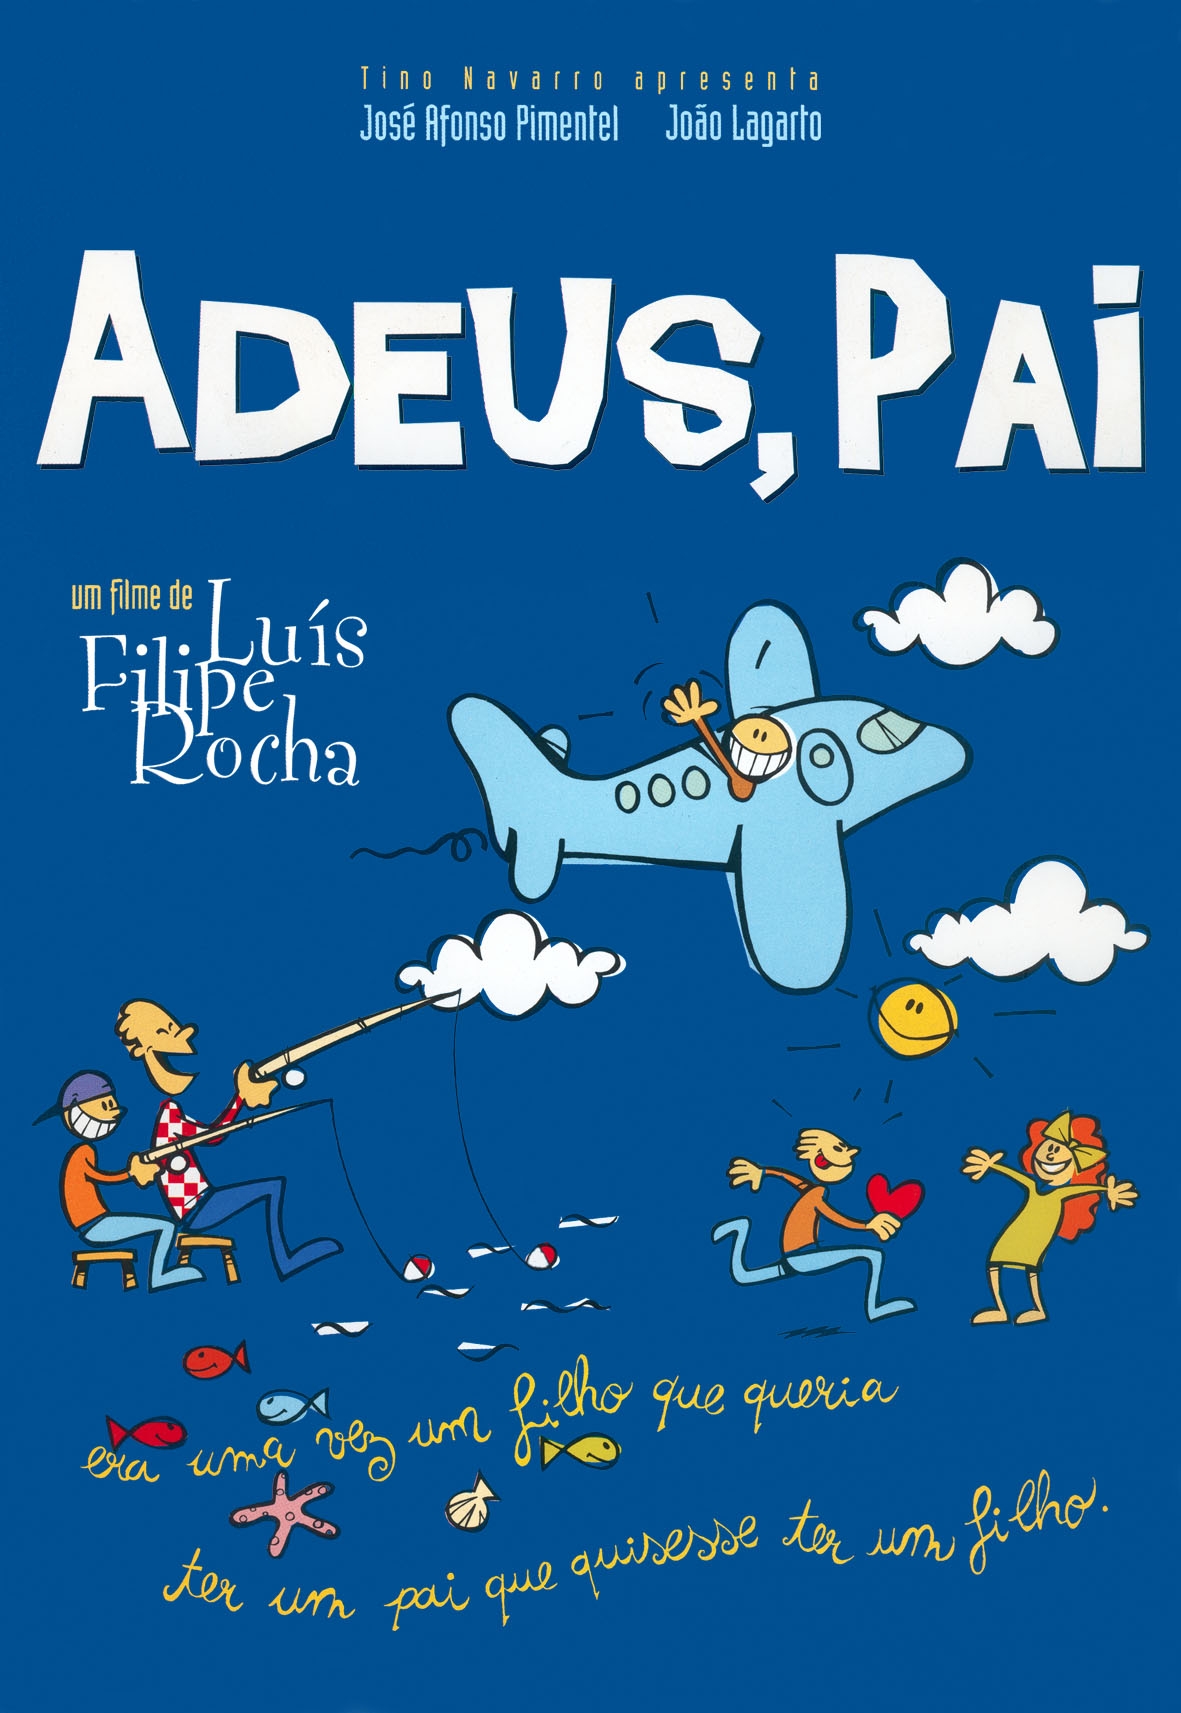 Tino Navarro apresenta
José Afonso Pimentel João Lagarto
ADEUS, PAI
um filme de Luís
Filipe
Rocha
era uma vez um filho que queria
ter um pai que quisesse ter um filho.